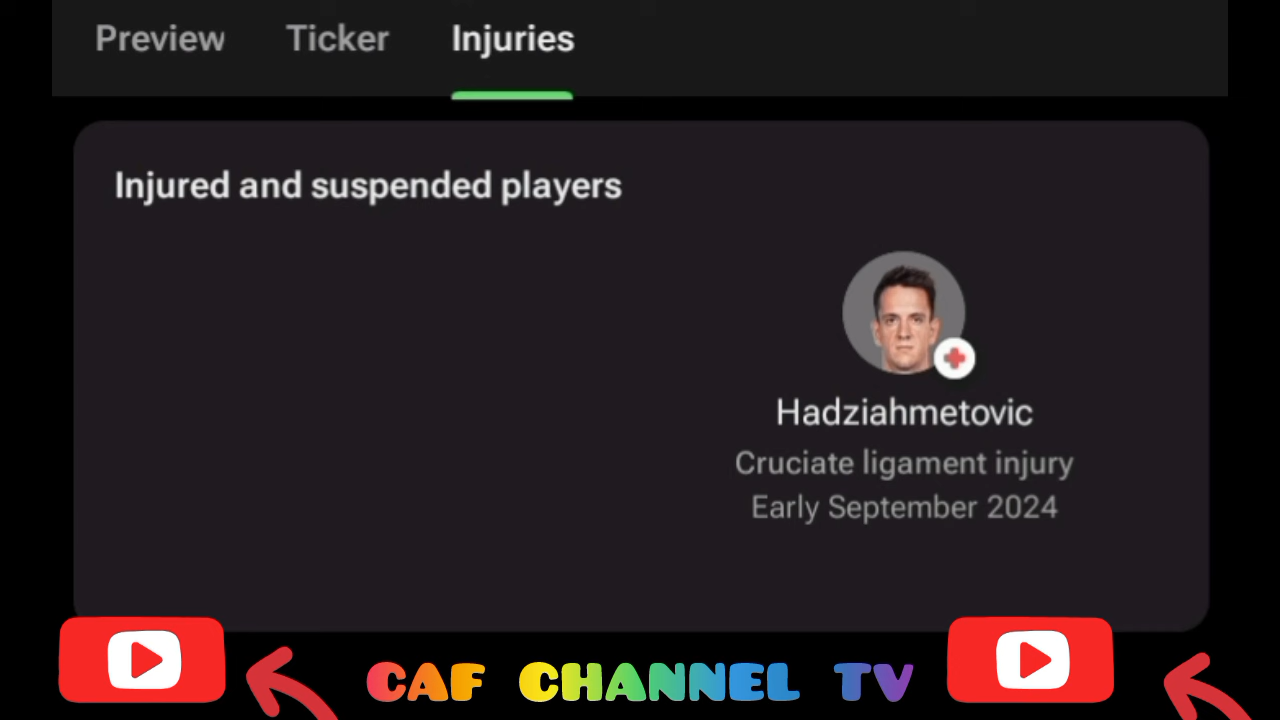 Preview Ticker Injuries
Injured and suspended players
Hadziahmetovic
Cruciate ligament injury
Early September 2024
CAF CHANNEL TV